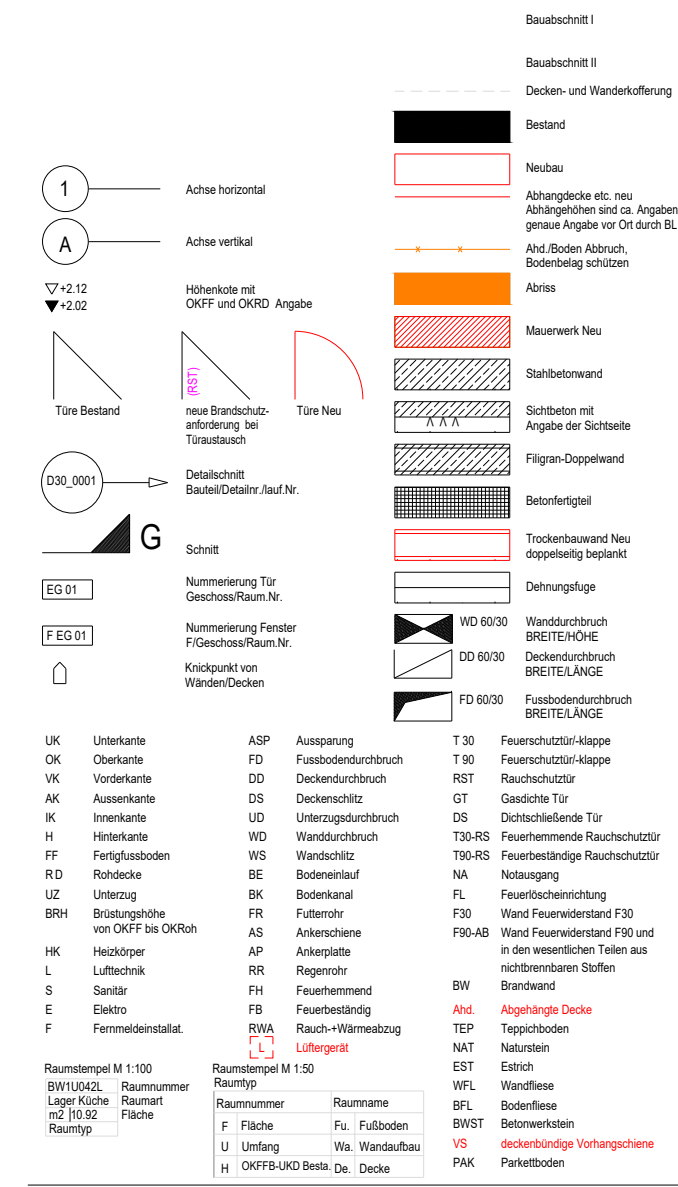 Bauabschnitt I
Bauabschnitt II
Decken- und Wanderkofferung
Bestand
Neubau
Abhangdecke etc. neu
Abhängehöhen sind ca. Angaben
genaue Angabe vor Ort durch BL
Ahd./Boden Abbruch,
Bodenbelag schützen
Abriss
Mauerwerk Neu
Stahlbetonwand
Sichtbeton mit
Angabe der Sichtseite
Filigran-Doppelwand
Betonfertigteil
Trockenbauwand Neu
doppelseitig beplankt
Dehnungsfuge
WD 60/30 Wanddurchbruch
BREITE/HÖHE
DD 60/30 Deckendurchbruch
BREITE/LÄNGE
FD 60/30 Fussbodendurchbruch
BREITE/LÄNGE
1 Achse horizontal
A Achse vertikal
+2.12 Höhenkote mit
+2.02 OKFF und OKRD Angabe
(RST)
Türe Bestand
neue Brandschutz-
anforderung bei
Türaustausch
Türe Neu
D30_0001 Detailschnitt
Bauteil/Detailnr./lauf.Nr.
G Schnitt
EG 01 Nummerierung Tür
Geschoss/Raum.Nr.
F EG 01 Nummerierung Fenster
F/Geschoss/Raum.Nr.
Knickpunkt von
Wänden/Decken
UK Unterkante
OK Oberkante
VK Vorderkante
AK Aussenkante
IK Innenkante
H Hinterkante
FF Fertigfussboden
RD Rohdecke
UZ Unterzug
BRH Brüstungshöhe
von OKFF bis OKRoh
HK Heizkörper
L Lufttechnik
S Sanitär
E Elektro
F Fernmeldeinstallat.
ASP Aussparung
FD Fussbodendurchbruch
DD Deckendurchbruch
DS Deckenschlitz
UD Unterzugsdurchbruch
WD Wanddurchbruch
WS Wandschlitz
BE Bodeneinlauf
BK Bodenkanal
FR Futterrohr
AS Ankerschiene
AP Ankerplatte
RR Regenrohr
FH Feuerhemmend
FB Feuerbeständig
RWA Rauch-+Wärmeabzug
L Lüftergerät
T 30 Feuerschutztür/-klappe
T 90 Feuerschutztür/-klappe
RST Rauchschutztür
GT Gasdichte Tür
DS Dichtschließende Tür
T30-RS Feuerhemmende Rauchschutztür
T90-RS Feuerbeständige Rauchschutztür
NA Notausgang
FL Feuerlöscheinrichtung
F30 Wand Feuerwiderstand F30
F90-AB Wand Feuerwiderstand F90 und
in den wesentlichen Teilen aus
nichtbrennbaren Stoffen
BW Brandwand
Ahd. Abgehängte Decke
TEP Teppichboden
NAT Naturstein
EST Estrich
WFL Wandfliese
BFL Bodenfliese
BWST Betonwerkstein
VS deckenbündige Vorhangschiene
PAK Parkettboden
Raumstempel M 1:100
BW1U042L Raumnummer
Lager Küche Raumart
m2 10.92 Fläche
Raumtyp
Raumstempel M 1:50
Raumtyp
Raumnummer Raumname
F Fläche Fu. Fußboden
U Umfang Wa. Wandaufbau
H OKFFB-UKD Besta. De. Decke